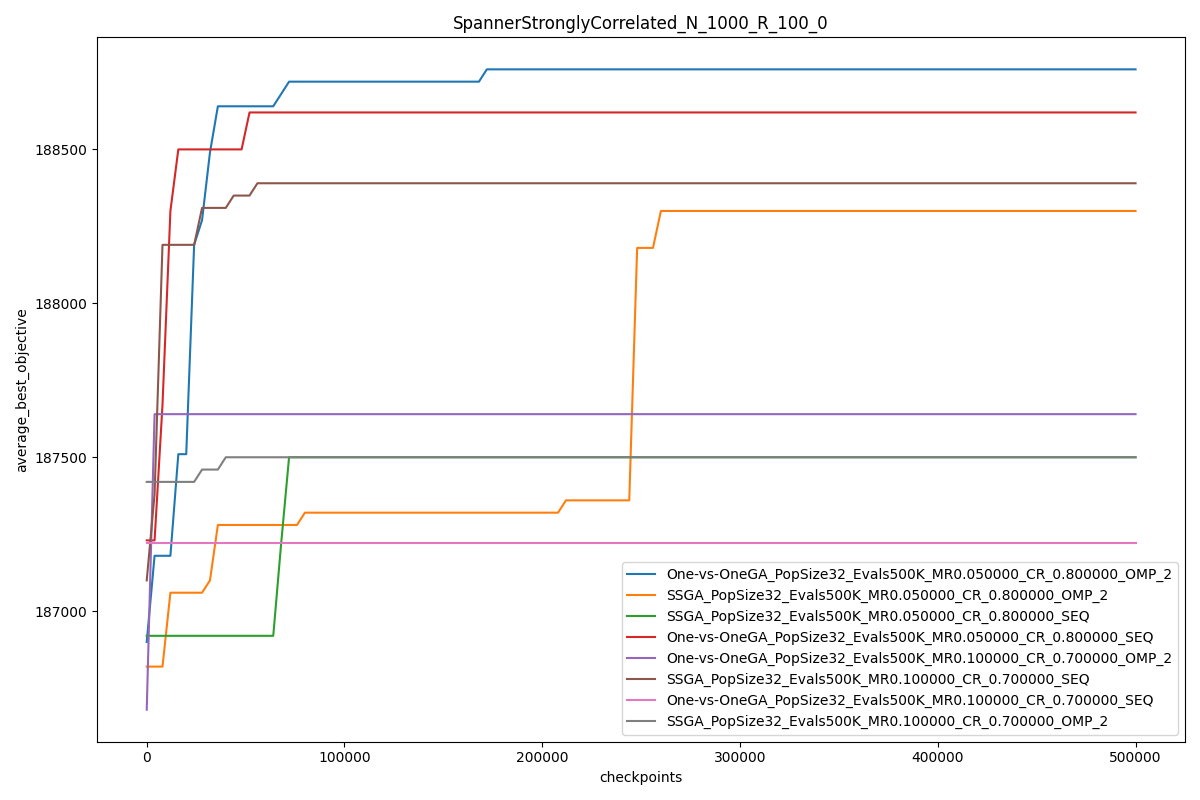 SpannerStronglyCorrelated_N_1000_R_100_0
average_best_objective
188500
188000
187500
187000
One-vs-OneGA_PopSize32_Evals500K_MR0.050000_CR_0.800000_OMP_2
SSGA_PopSize32_Evals500K_MR0.050000_CR_0.800000_OMP_2
SSGA_PopSize32_Evals500K_MR0.050000_CR_0.800000_SEQ
One-vs-OneGA_PopSize32_Evals500K_MR0.050000_CR_0.800000_SEQ
One-vs-OneGA_PopSize32_Evals500K_MR0.100000_CR_0.700000_OMP_2
SSGA_PopSize32_Evals500K_MR0.100000_CR_0.700000_SEQ
One-vs-OneGA_PopSize32_Evals500K_MR0.100000_CR_0.700000_SEQ
SSGA_PopSize32_Evals500K_MR0.100000_CR_0.700000_OMP_2
0 100000 200000 300000 400000 500000
checkpoints